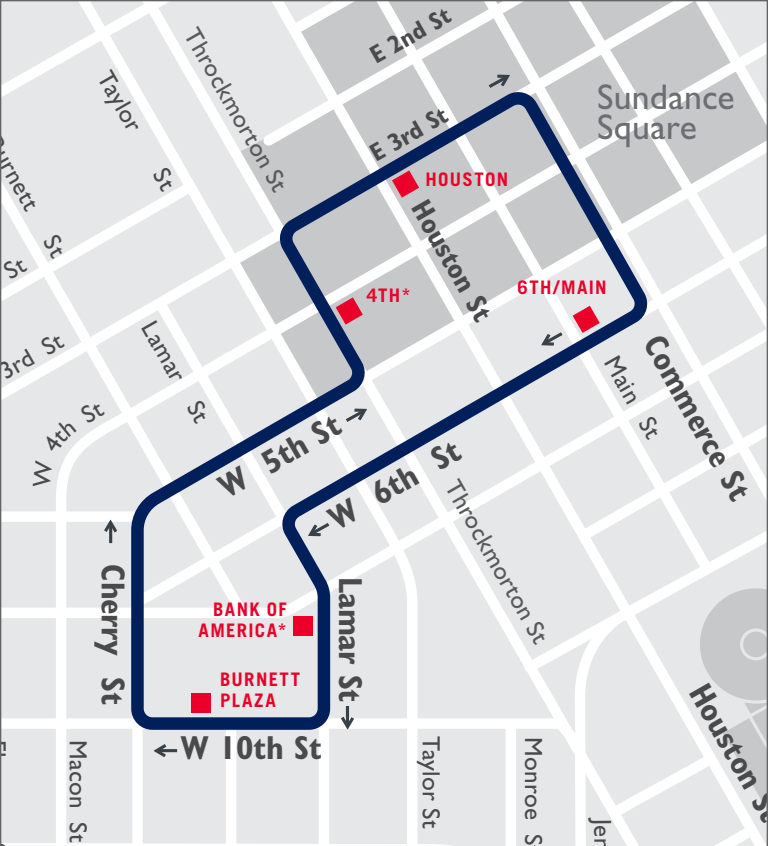 E 2nd St
Throckmorton St
Taylor St
Sundance
Square
E 3rd St
HOUSTON
Burnett St
Houston St
St
4TH*
6TH/MAIN
3rd St
Lamar St
Main St
Commerce St
W 4th St
W 5th St
W 6th St
Throckmorton St
W
Cherry St
Lamar St
BANK OF
AMERICA*
BURNETT
PLAZA
Houston St
W 10th St
Macon St
Taylor St
Monroe S
Jer